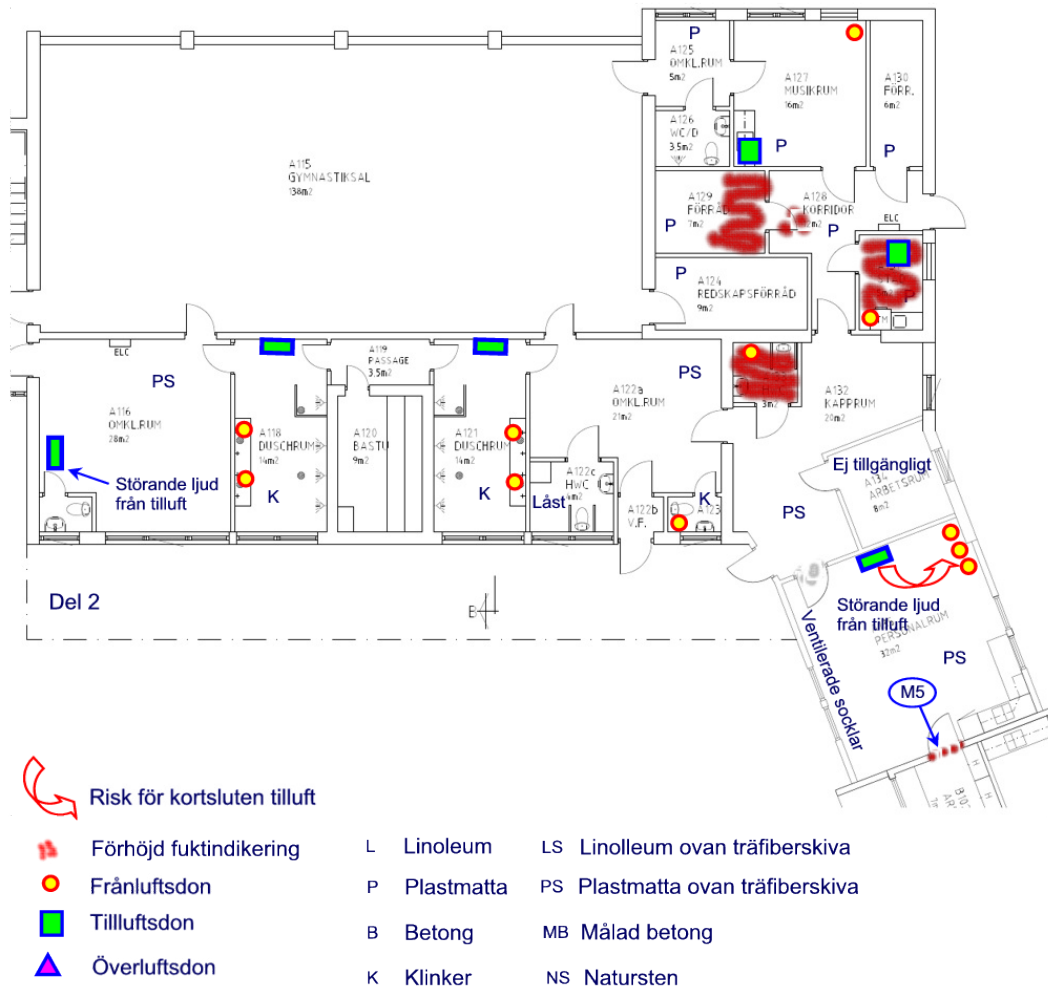 P
A125
OMKL.RUM
5m2
A127
MUSIKRUM
16m2
A130
FÖRR.
6m2
A126
WC/D
3.5m2
P
P
A115
GYMNASTIKSAL
138m2
A129
FÖRRÅD
7m2
P
A128
KORRIDOR
P
ELC
P
A124
REDSKAPSFÖRRÅD
9m2
P
TM
ELC
PS
A116
OMKL.RUM
28m2
Störande ljud
från tilluft
A118
DUSCHRUM
14m2
K
A119
PASSAGE
3.5m2
A120
BASTU
9m2
A121
DUSCHRUM
14m2
K
A122a
OMKL.RUM
21m2
PS
Låst
A122c
HWC
4m2
A122b
V.F.
K
A123
3m2
A132
KAPPRUM
20m2
Ej tillgängligt
A134
ARBETSRUM
8m2
PS
Störande ljud
från tilluft
PERSONALRUM
32m2
PS
Ventilerade socklar
M5
H
H
Del 2
B
Risk för kortsluten tilluft
Förhöjd fuktindikering
Frånluftsdon
Tillluftsdon
Överluftsdon
L Linoleum
P Plastmatta
B Betong
K Klinker
LS Linolleum ovan träfiberskiva
PS Plastmatta ovan träfiberskiva
MB Målad betong
NS Natursten